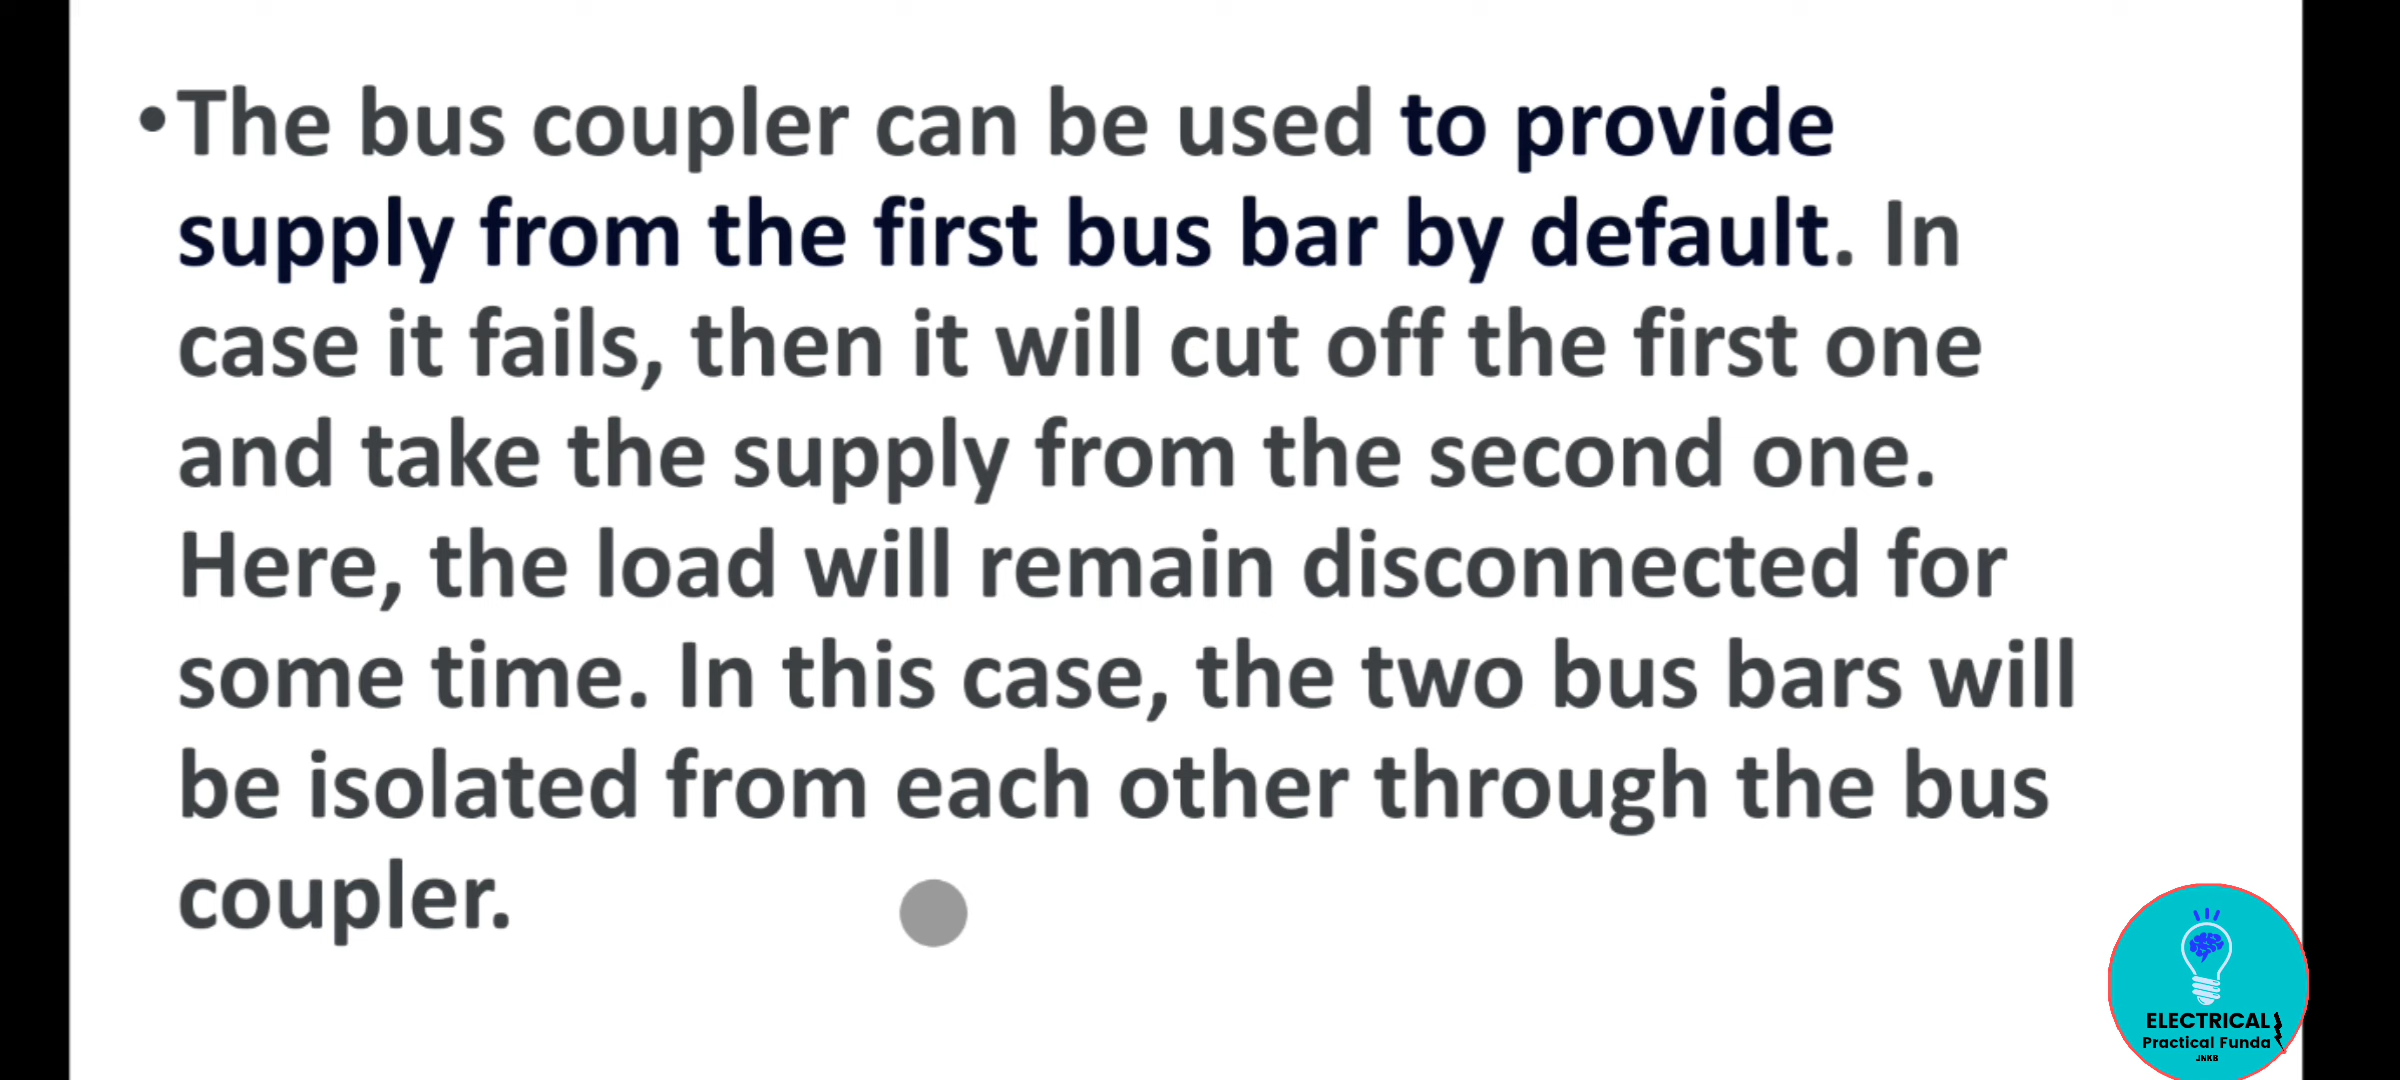 •The bus coupler can be used to provide
supply from the first bus bar by default. In
case it fails, then it will cut off the first one
and take the supply from the second one.
Here, the load will remain disconnected for
some time. In this case, the two bus bars will
be isolated from each other through the bus
coupler.
ELECTRICAL
Practical Funda
JNKB